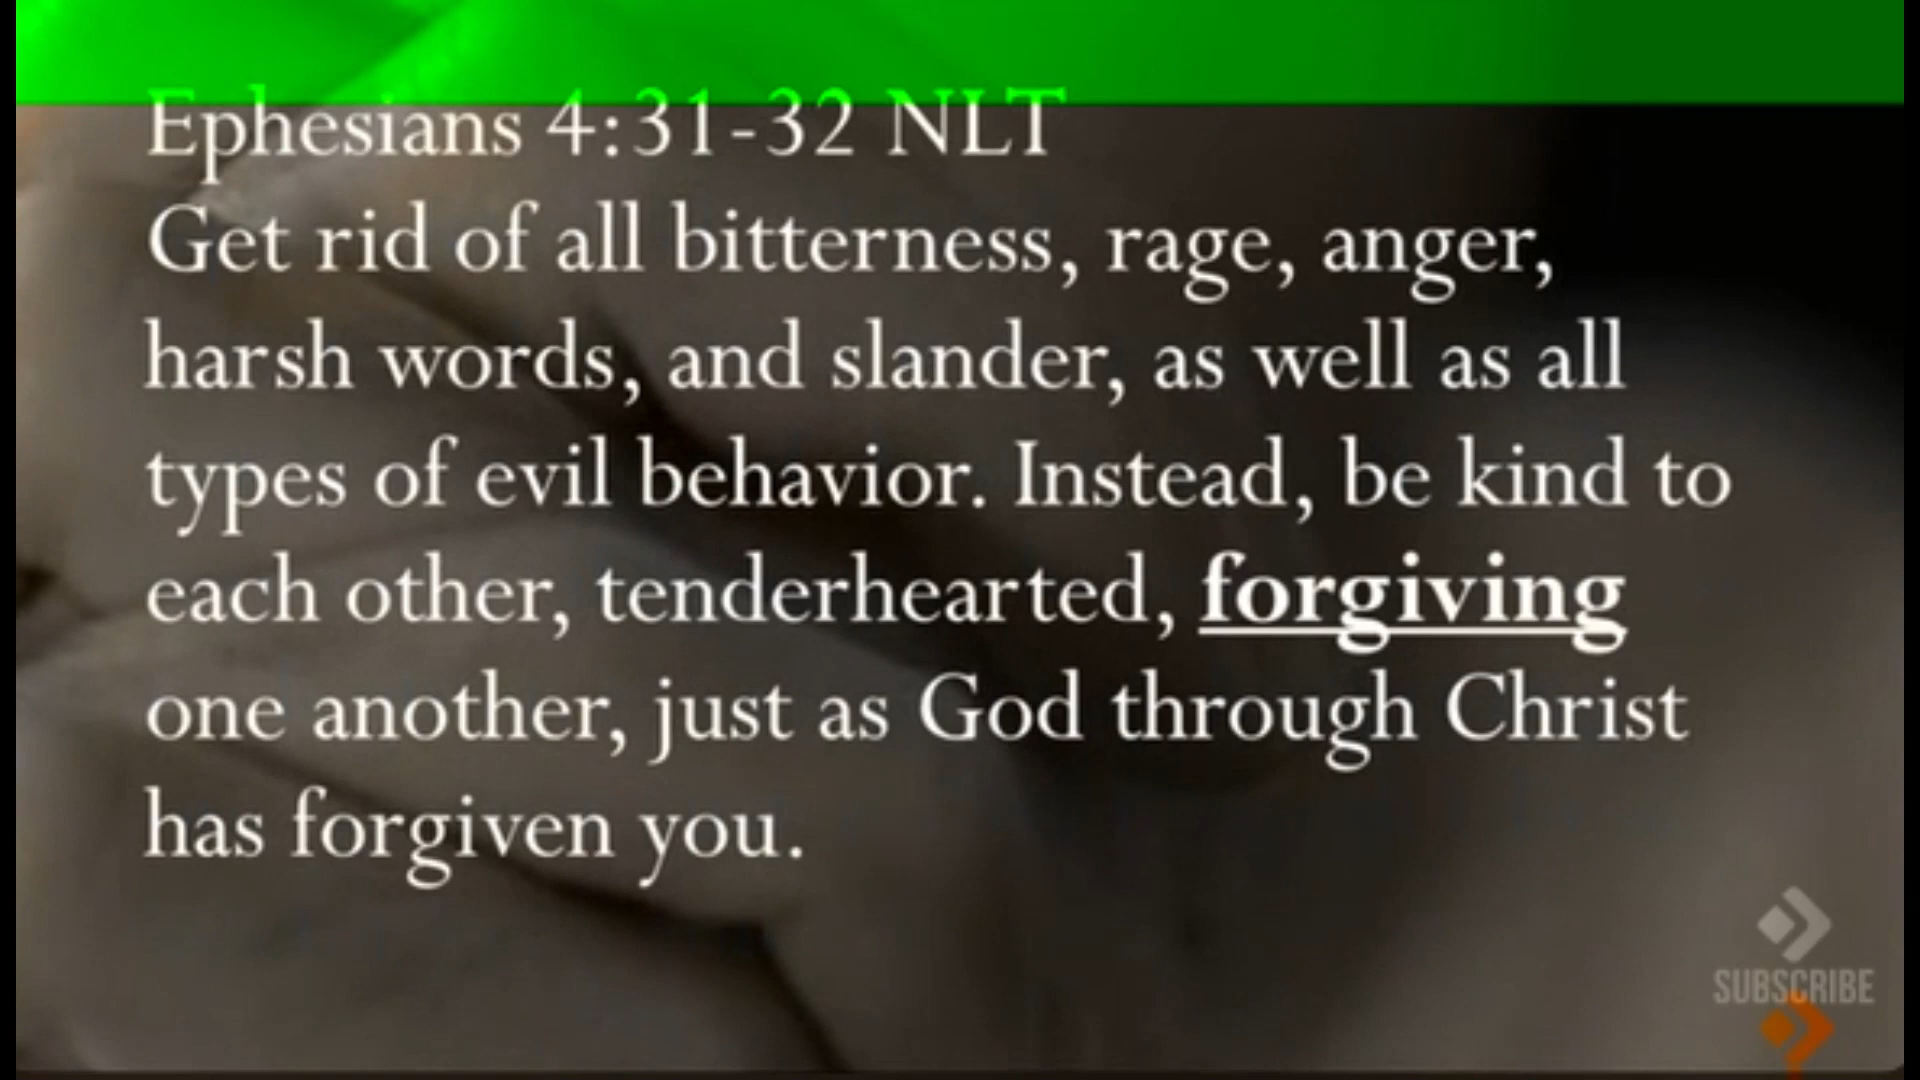 Ephesians 4:31-32 NLT
Get rid of all bitterness, rage, anger,
harsh words, and slander, as well as all
types of evil behavior. Instead, be kind to
each other, tenderhearted, forgiving
one another, just as God through Christ
has forgiven you.
SUBSCRIBE